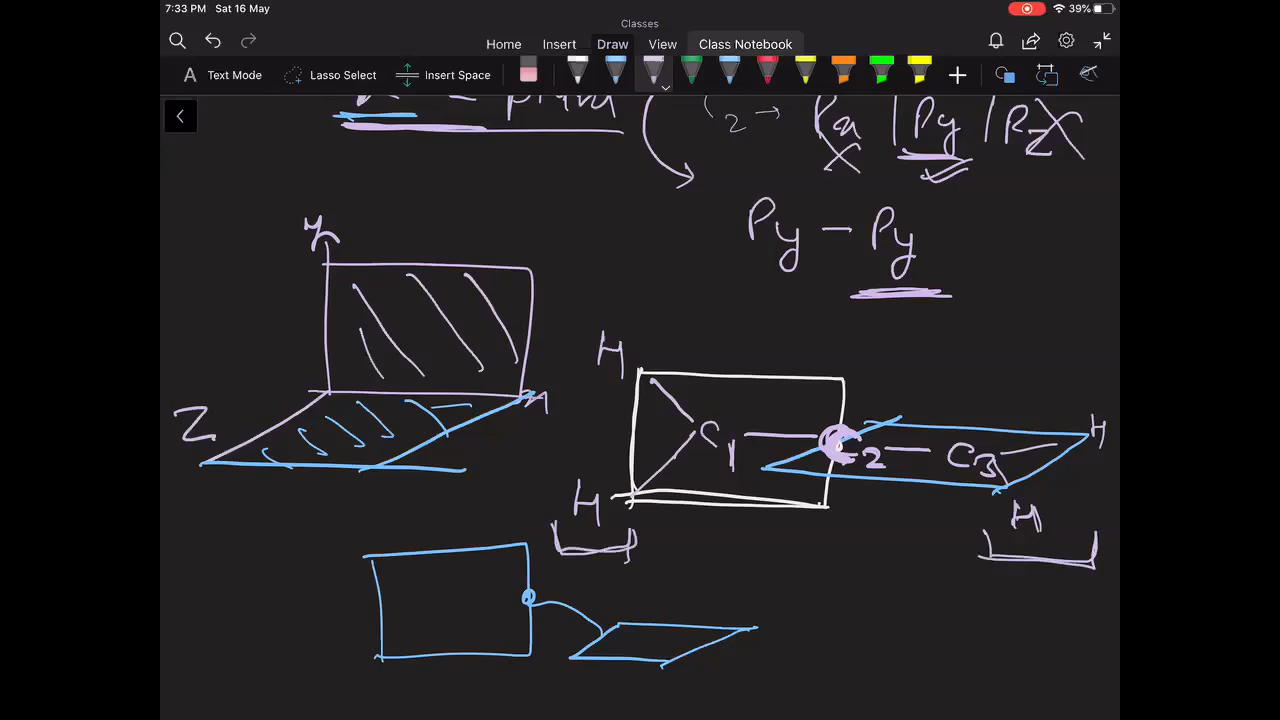 7:33 PM Sat 16 May 39%
Classes
Home Insert Draw View Class Notebook
A Text Mode Lasso Select Insert Space
2 → Px | Py | Pz
Py — Py
y
H
Z
C1 — C2 — C3 H
H H